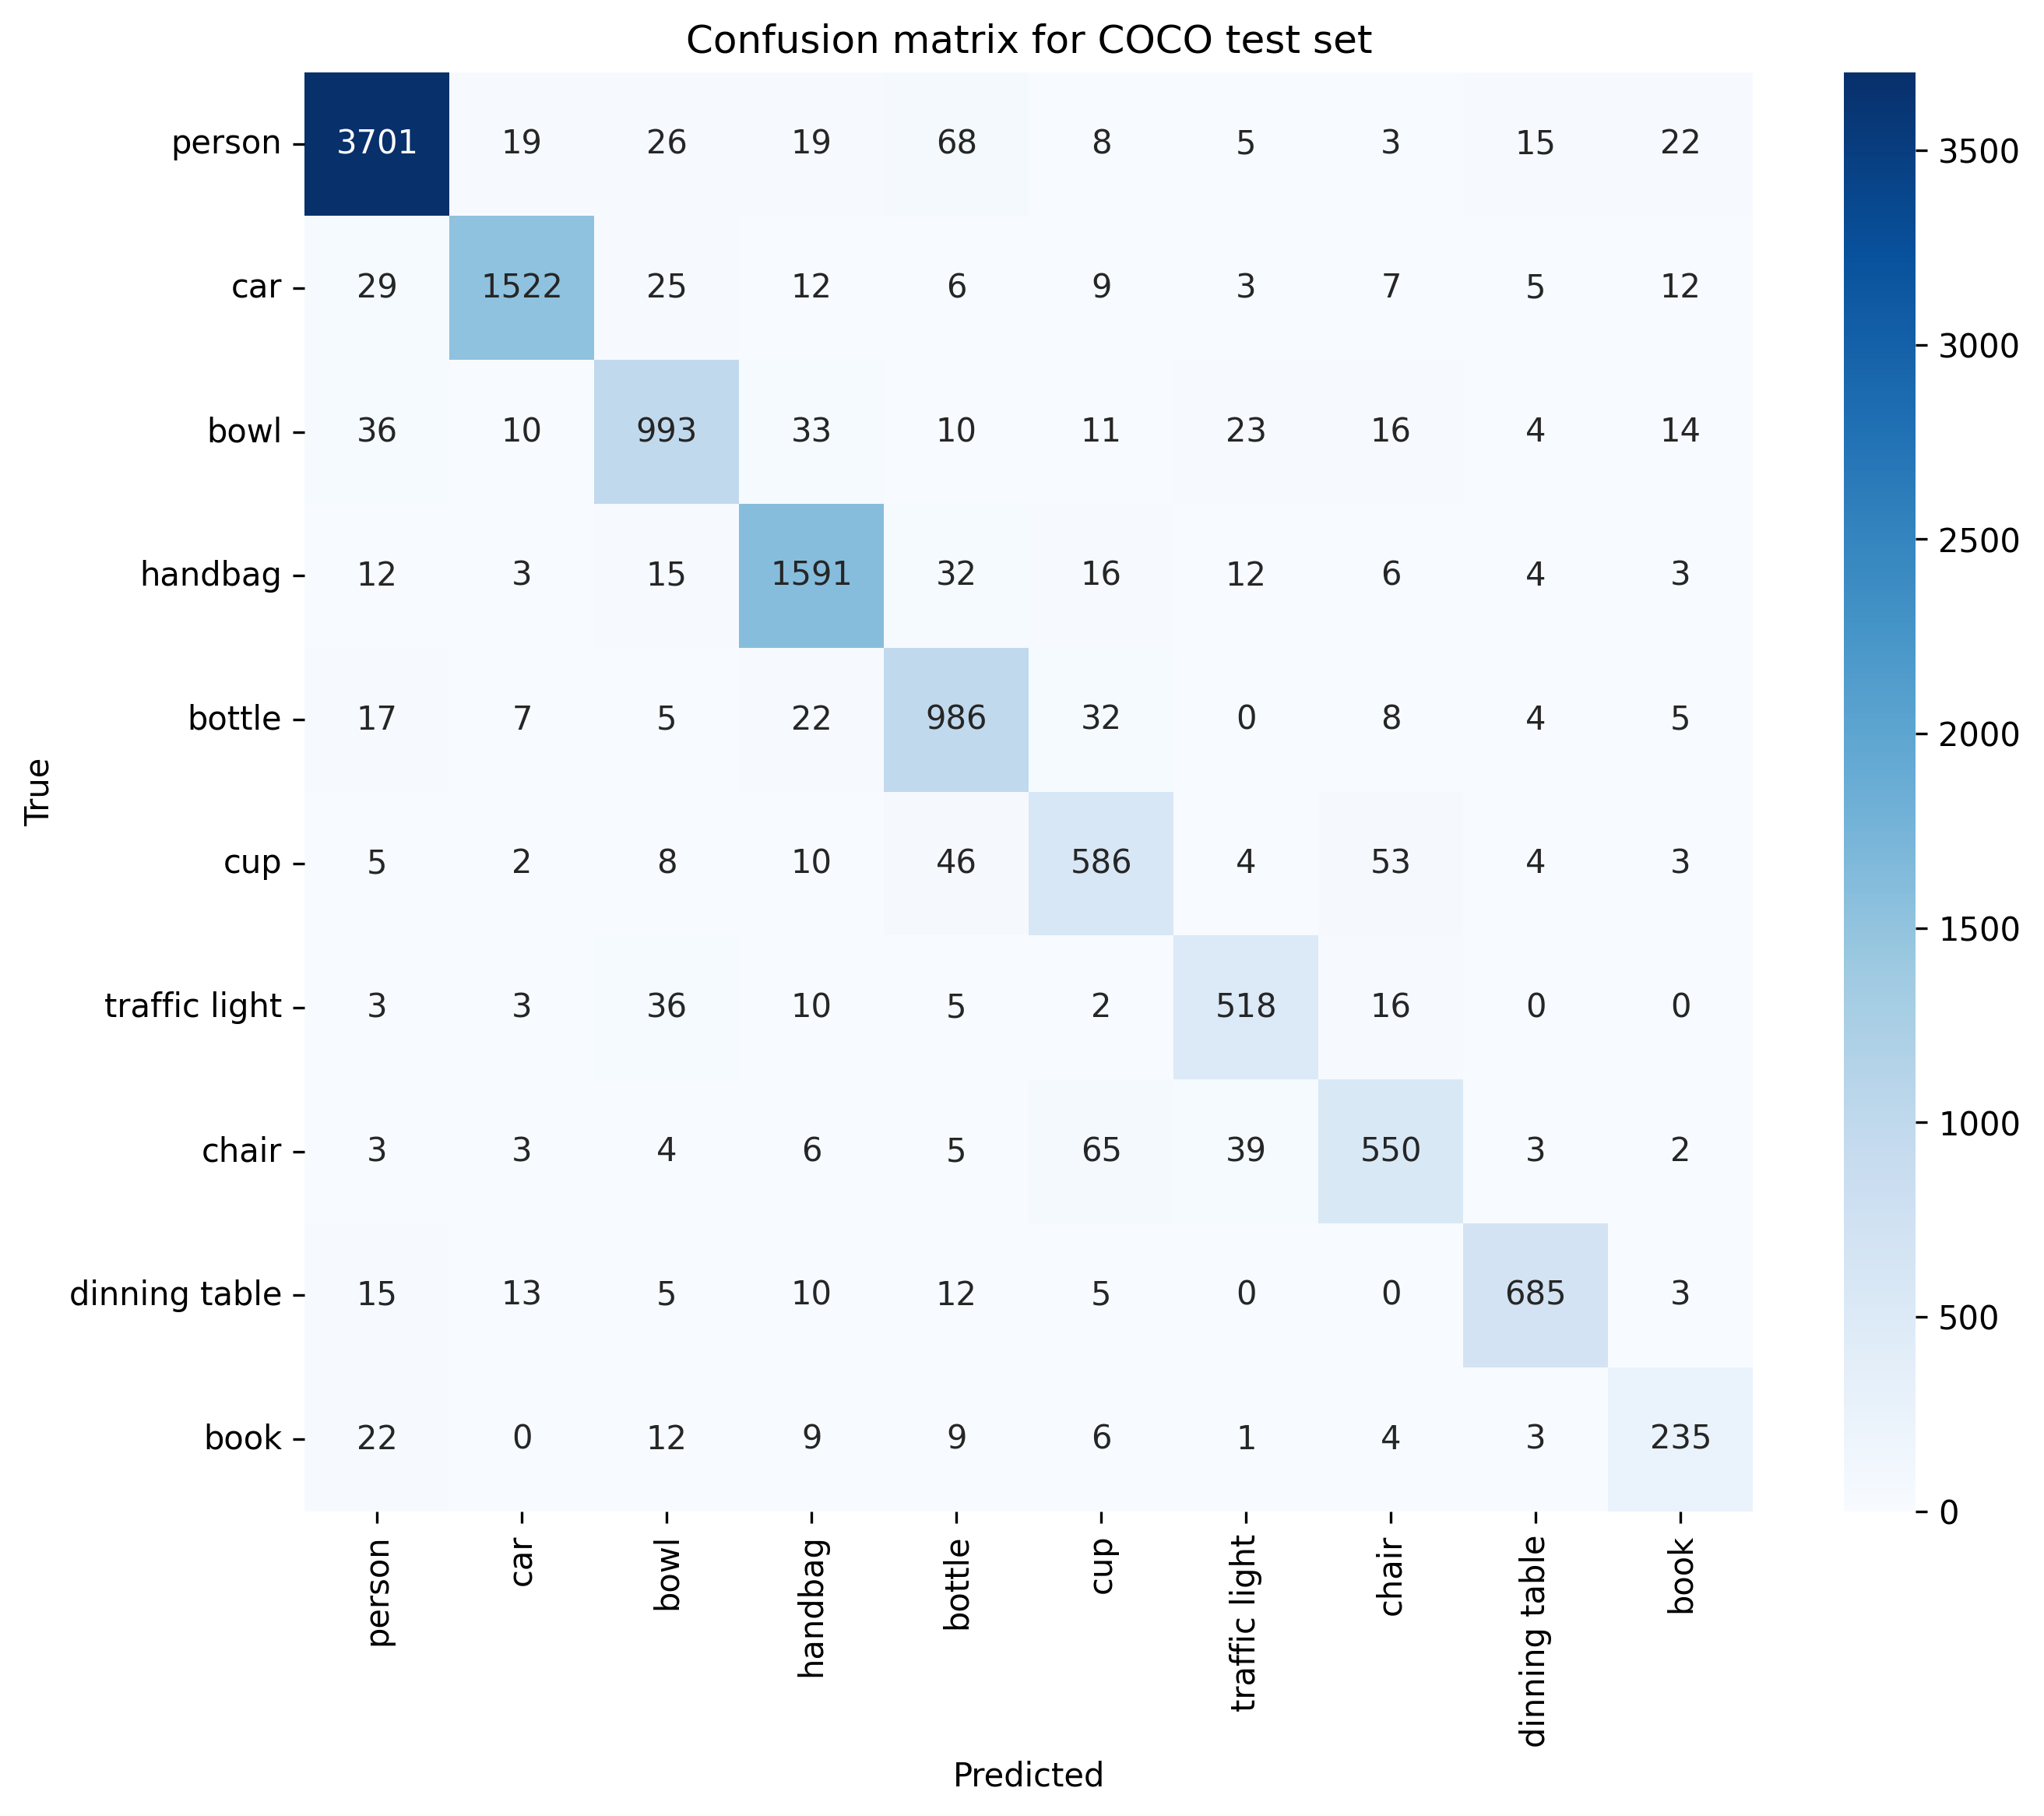 Confusion matrix for COCO test set
person 3701 19 26 19 68 8 5 3 15 22
car 29 1522 25 12 6 9 3 7 5 12
bowl 36 10 993 33 10 11 23 16 4 14
handbag 12 3 15 1591 32 16 12 6 4 3
bottle 17 7 5 22 986 32 0 8 4 5
cup 5 2 8 10 46 586 4 53 4 3
traffic light 3 3 36 10 5 2 518 16 0 0
chair 3 3 4 6 5 65 39 550 3 2
dinning table 15 13 5 10 12 5 0 0 685 3
book 22 0 12 9 9 6 1 4 3 235
True
person car bowl handbag bottle cup traffic light chair dinning table book
Predicted
3500
3000
2500
2000
1500
1000
500
0